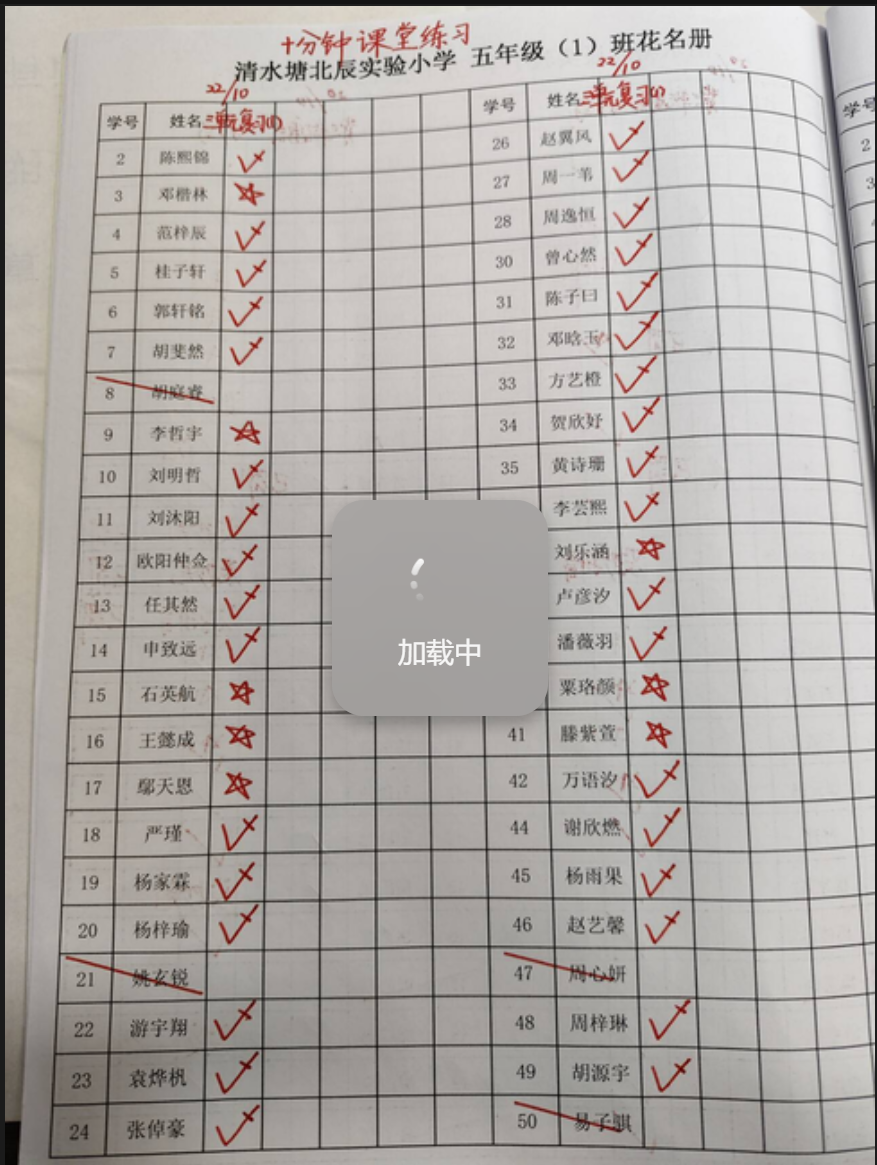 十分钟课堂练习
清水塘北辰实验小学 五年级（1）班花名册
22/10 22/10
学号 姓名 三单元复习(1) 学号 姓名 三单元复习(1)
2 陈熙锦 26 赵翼风
3 邓楷林 27 周一苇
4 范梓辰 28 周逸恒
5 桂子轩 30 曾心然
6 郭轩铭 31 陈子曰
7 胡斐然 32 邓晗玉
8 胡庭睿 33 方艺橙
9 李哲宇 34 贺欣妤
10 刘明哲 35 黄诗珊
11 刘沐阳 李芸熙
12 欧阳仲 刘乐涵
13 任其然 卢彦汐
14 申致远 潘薇羽
15 石英航 粟珞颜
16 王懿成 41 滕紫萱
17 鄢天恩 42 万语汐
18 严瑾 44 谢欣燃
19 杨家霖 45 杨雨果
20 杨梓瑜 46 赵艺馨
21 姚玄锐 47 周心妍
22 游宇翔 48 周梓琳
23 袁烨枫 49 胡源宇
24 张倬豪 50 易子骐
加载中
学号
2
3